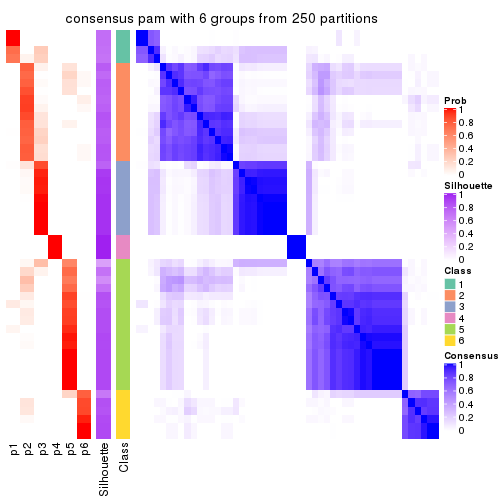 consensus pam with 6 groups from 250 partitions
Prob
1
0.8
0.6
0.4
0.2
0
Silhouette
1
0.8
0.6
0.4
0.2
0
Class
1
2
3
4
5
6
Consensus
1
0.8
0.6
0.4
0.2
0
p1
p2
p3
p4
p5
p6
Silhouette
Class